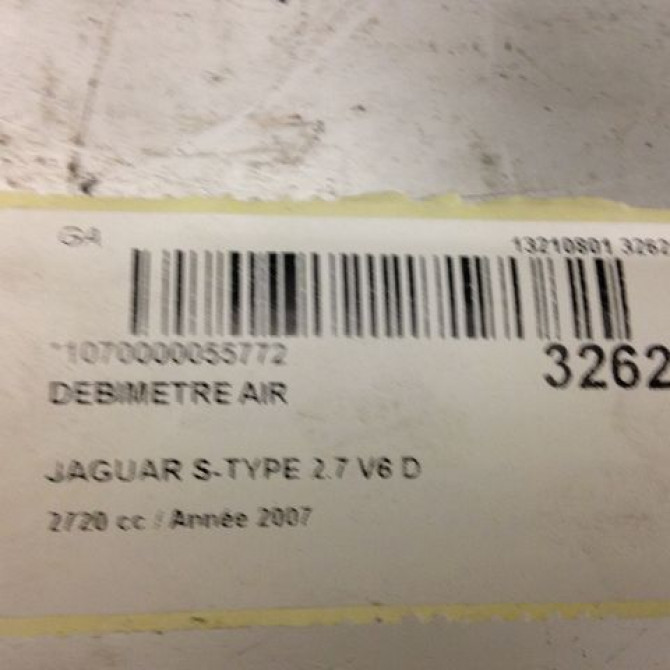 GA
13210801 3262
*1070000055772
3262
DEBIMETRE AIR
JAGUAR S-TYPE 2.7 V6 D
2720 cc / Année 2007